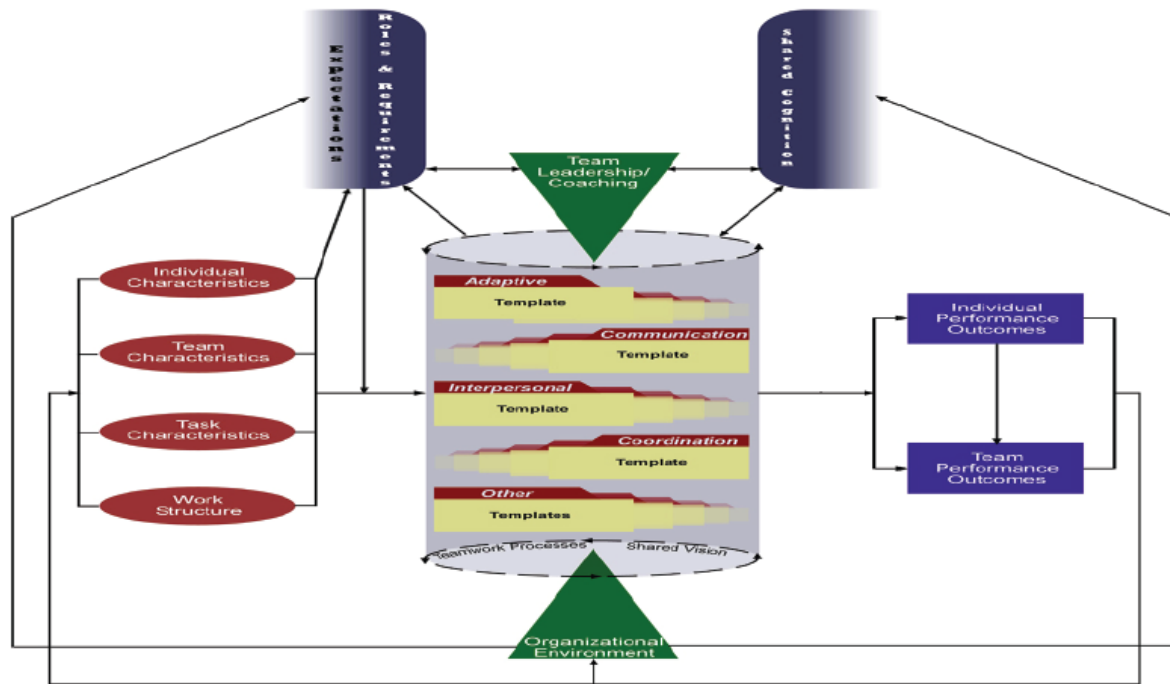 Expectations
Roles & Requirements
Shared Cognition
Team
Leadership/
Coaching
Individual
Characteristics
Team
Characteristics
Task
Characteristics
Work
Structure
Adaptive
Template
Communication
Template
Interpersonal
Template
Coordination
Template
Other
Templates
Teamwork Processes
Shared Vision
Individual
Performance
Outcomes
Team
Performance
Outcomes
Organizational
Environment